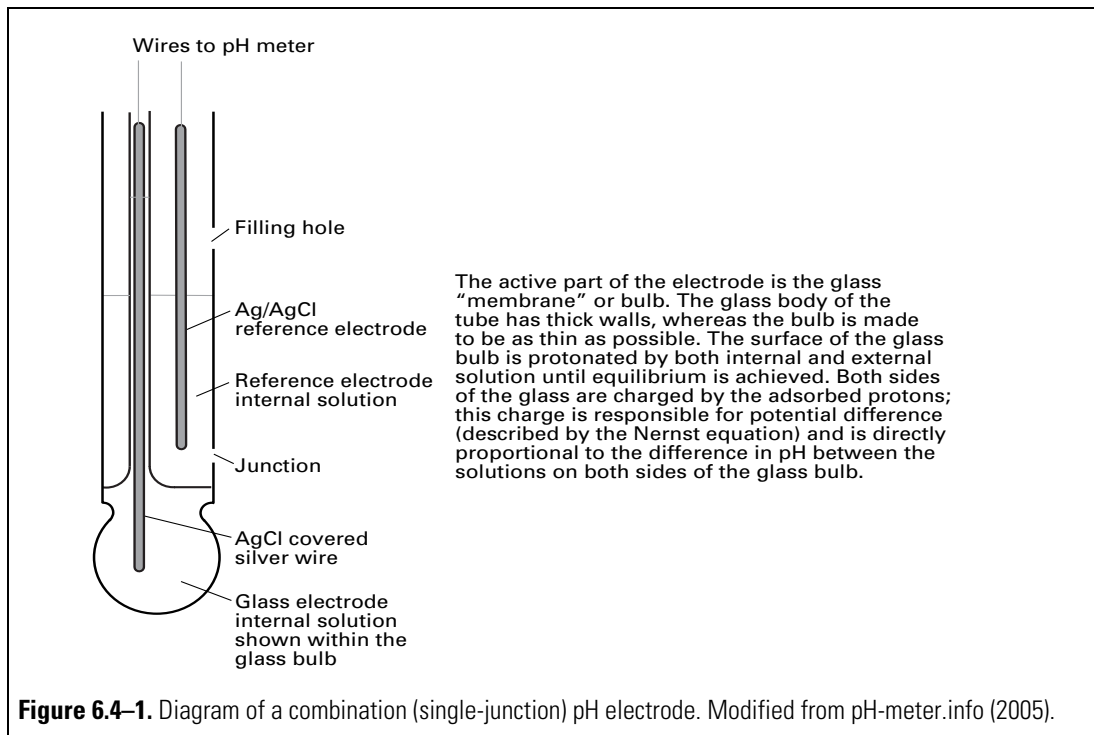 Wires to pH meter
Filling hole
Ag/AgCl
reference electrode
Reference electrode
internal solution
Junction
AgCl covered
silver wire
Glass electrode
internal solution
shown within the
glass bulb
The active part of the electrode is the glass
“membrane” or bulb. The glass body of the
tube has thick walls, whereas the bulb is made
to be as thin as possible. The surface of the glass
bulb is protonated by both internal and external
solution until equilibrium is achieved. Both sides
of the glass are charged by the adsorbed protons;
this charge is responsible for potential difference
(described by the Nernst equation) and is directly
proportional to the difference in pH between the
solutions on both sides of the glass bulb.
Figure 6.4–1. Diagram of a combination (single-junction) pH electrode. Modified from pH-meter.info (2005).